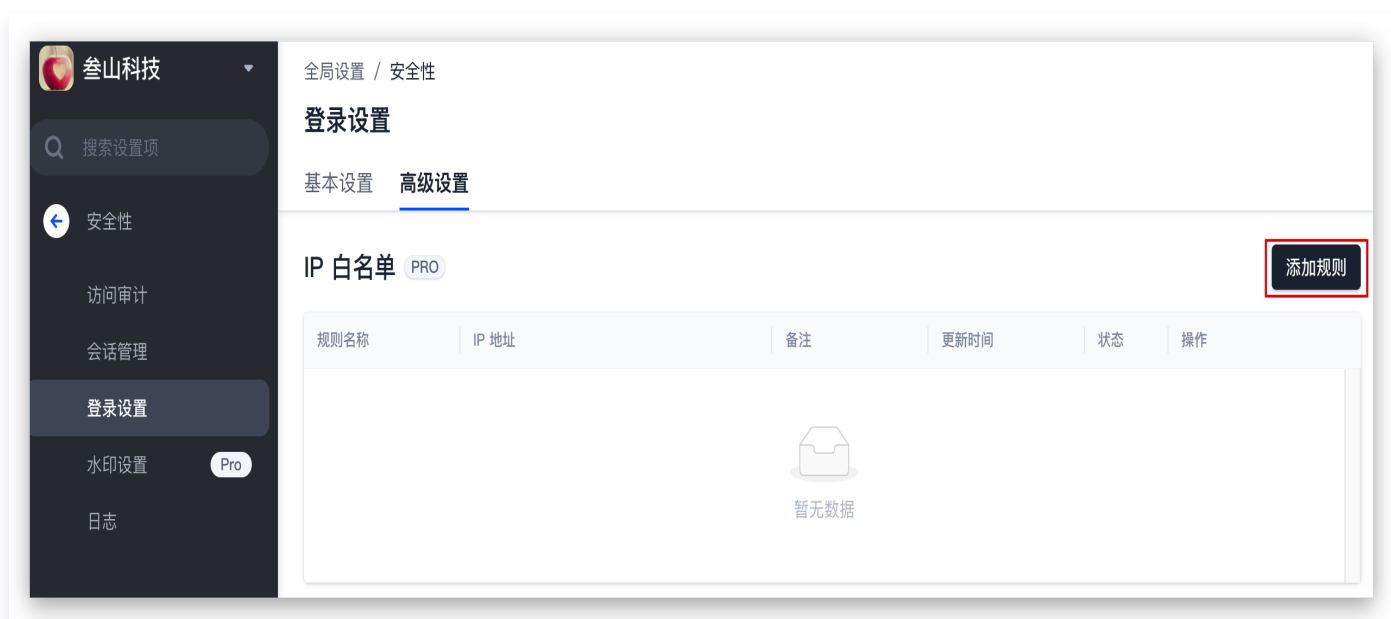 叁山科技
搜索设置项
安全性
访问审计
会话管理
登录设置
水印设置 Pro
日志
全局设置 / 安全性
登录设置
基本设置 高级设置
IP 白名单 PRO
添加规则
规则名称 IP 地址 备注 更新时间 状态 操作
暂无数据